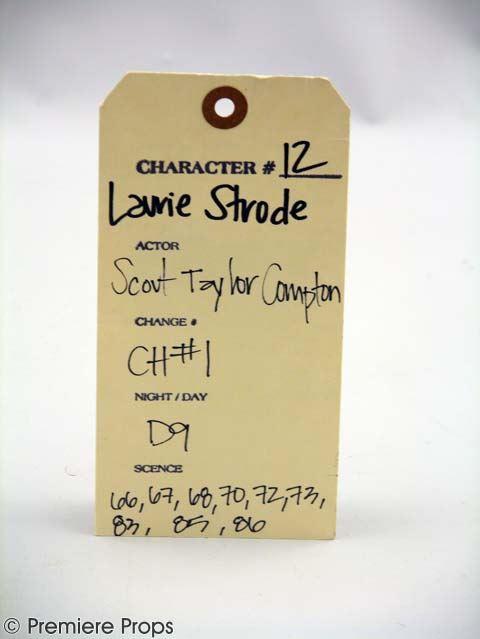 CHARACTER # 12
Laurie Strode
ACTOR
Scout Taylor Compton
CHANGE #
CH#1
NIGHT / DAY
D9
SCENCE
66, 67, 68, 70, 72, 73,
83, 85, 86
© Premiere Props